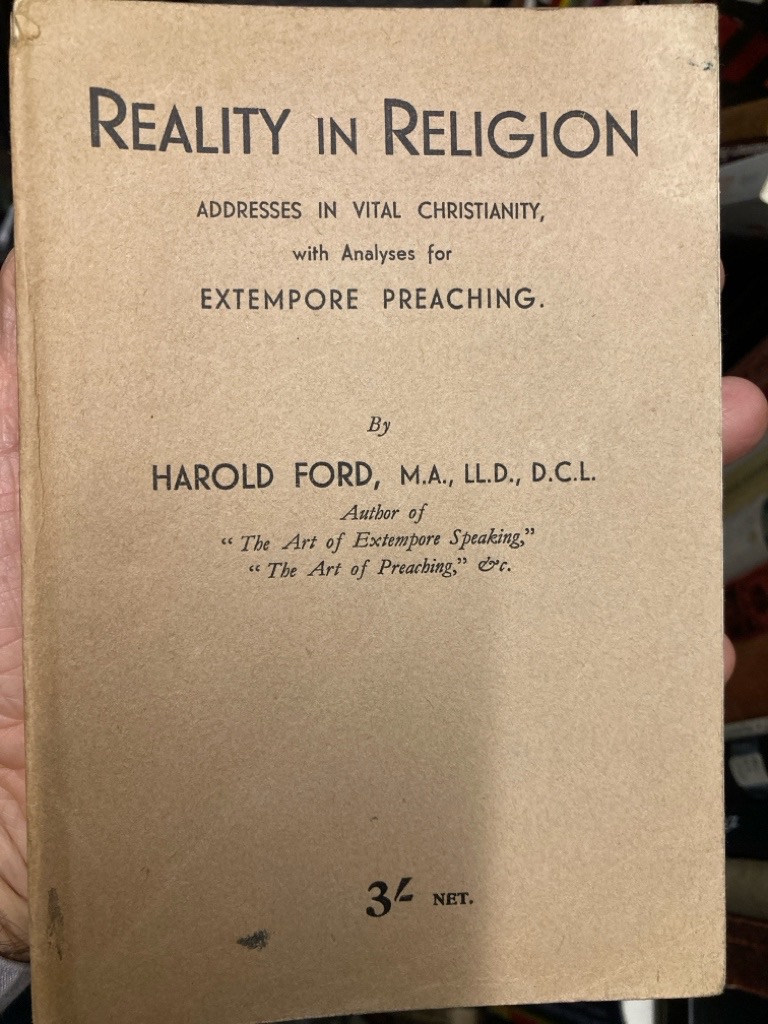 REALITY IN RELIGION
ADDRESSES IN VITAL CHRISTIANITY,
with Analyses for
EXTEMPORE PREACHING.
By
HAROLD FORD, M.A., LL.D., D.C.L.
Author of
“ The Art of Extempore Speaking,”
“ The Art of Preaching,” &c.
3/- NET.